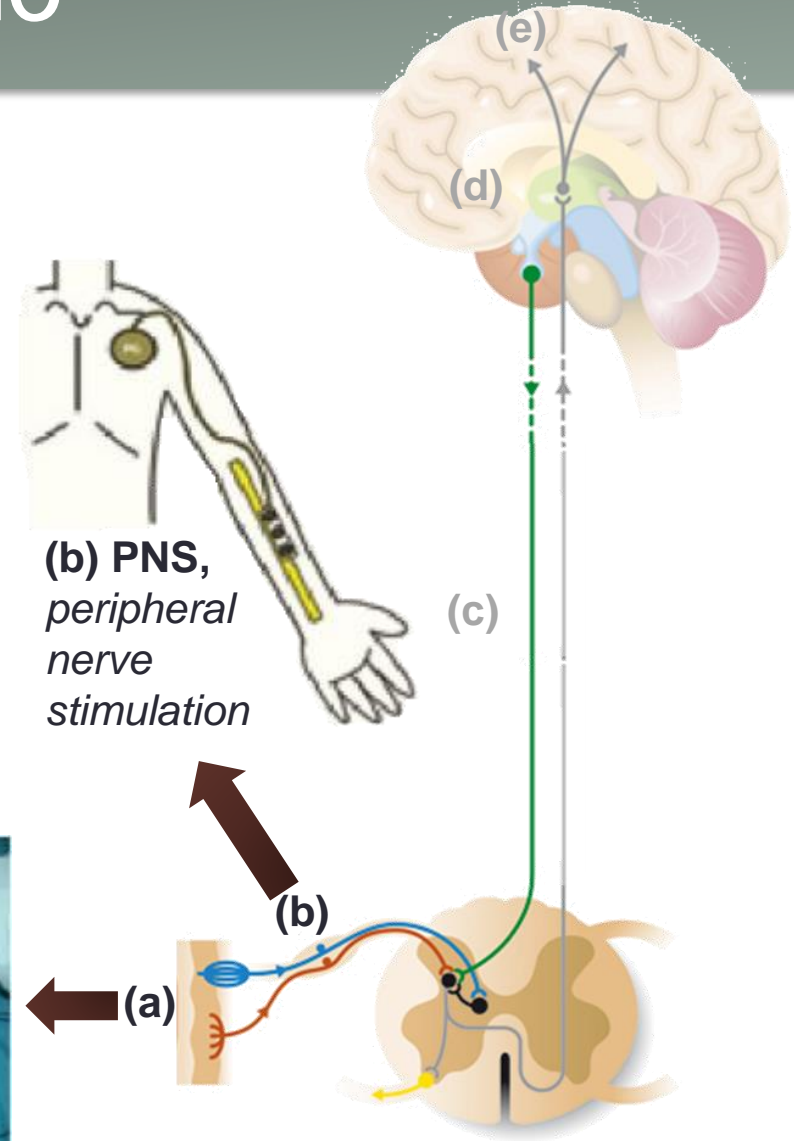 (e)
(d)
(b) PNS,
peripheral
nerve
stimulation
(c)
(b)
(a)